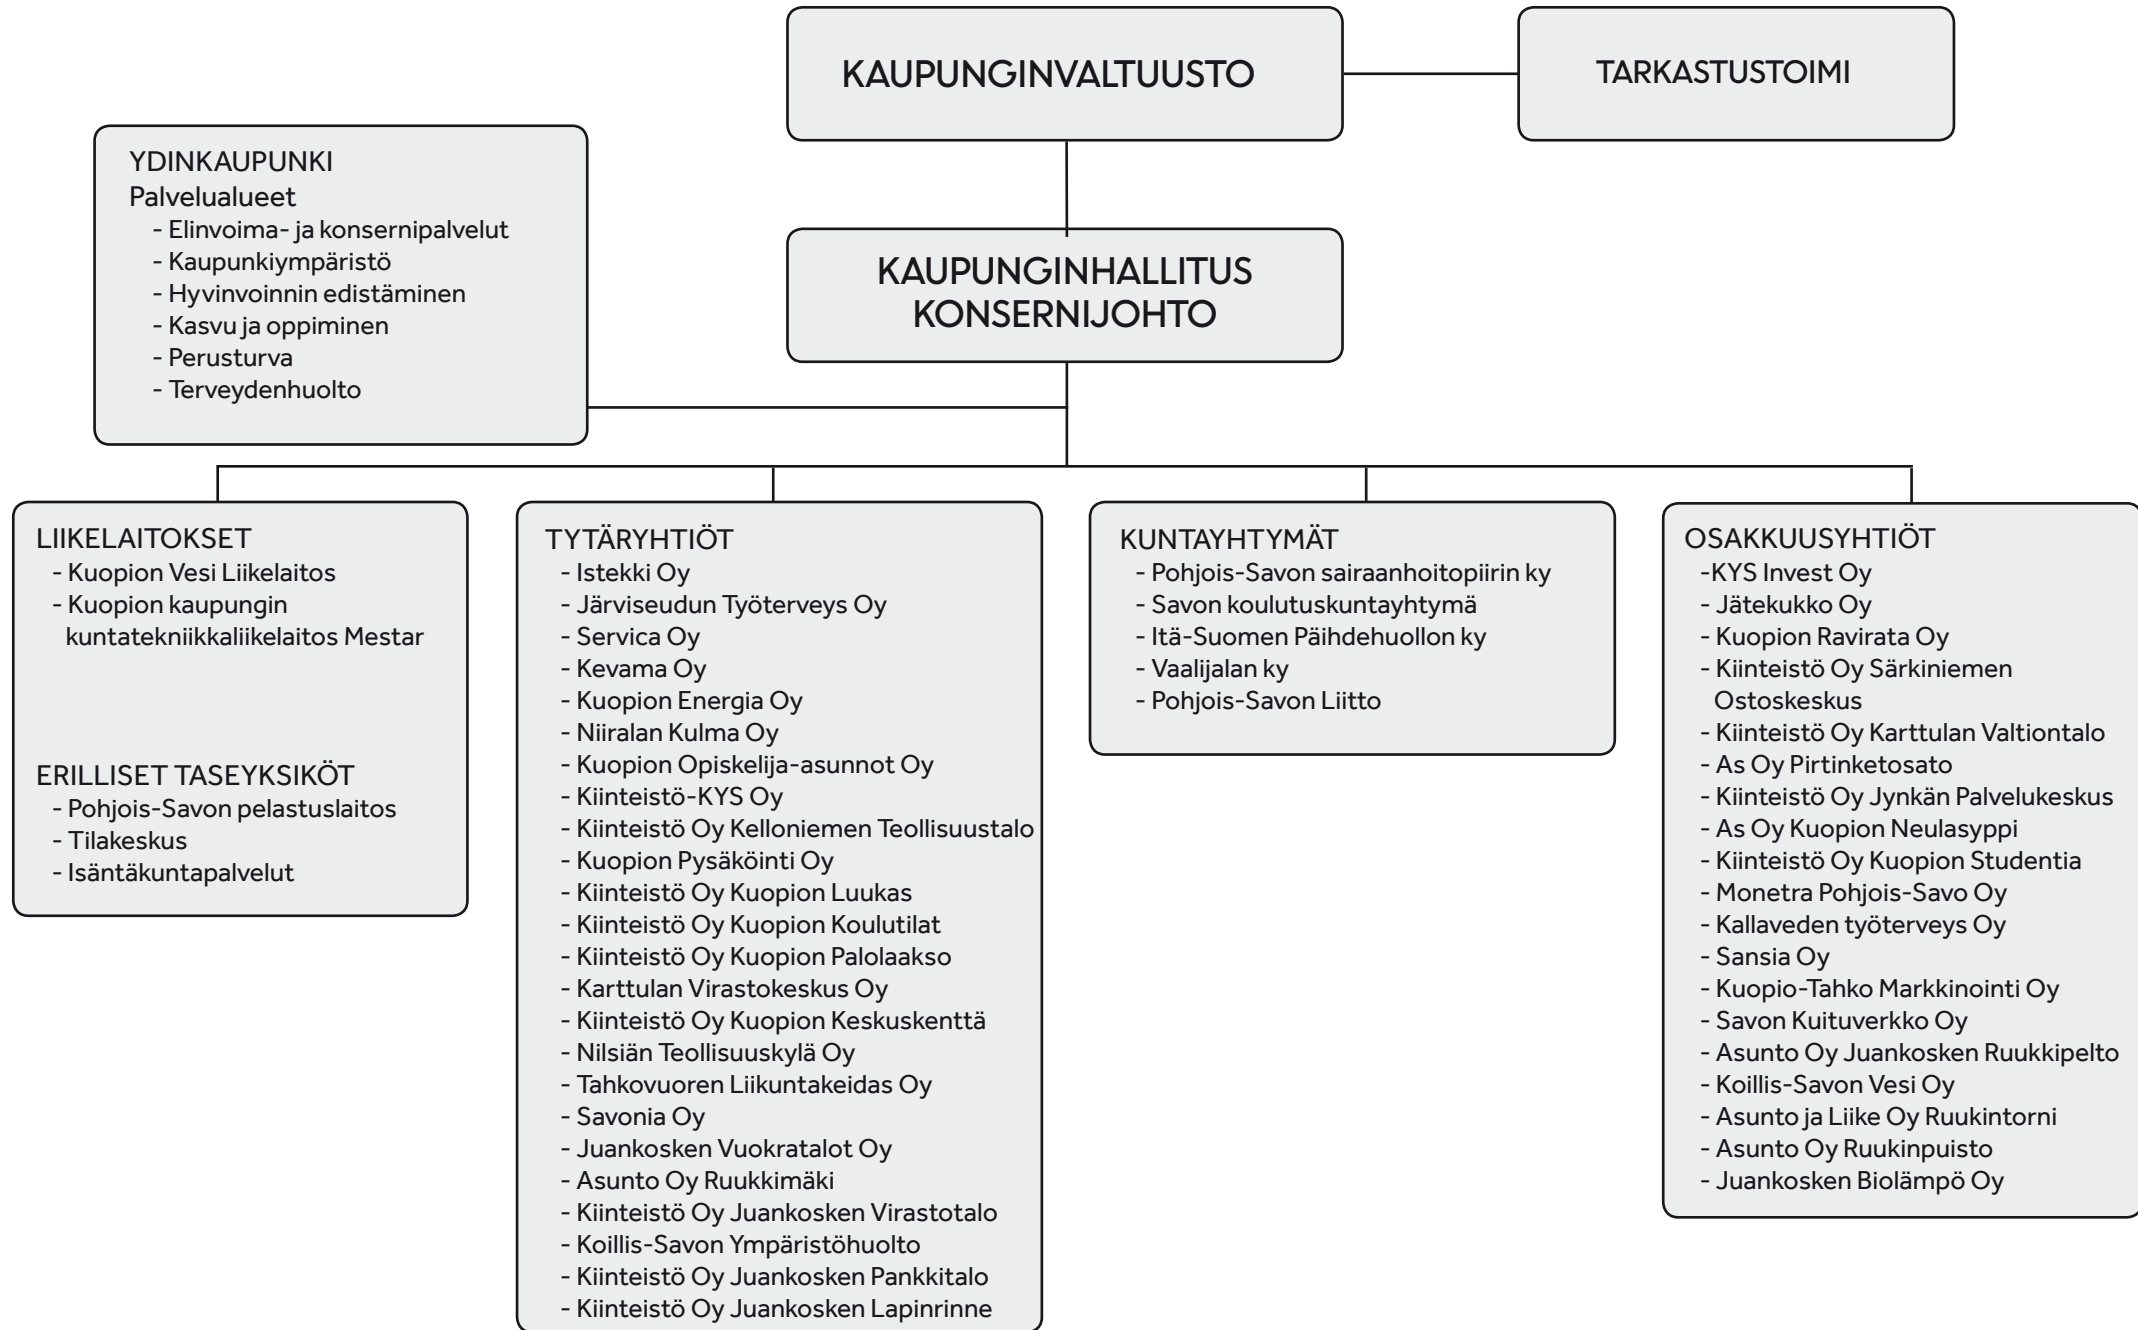 KAUPUNGINVALTUUSTO
TARKASTUSTOIMI
YDINKAUPUNKI
Palvelualueet
- Elinvoima- ja konsernipalvelut
- Kaupunkiympäristö
- Hyvinvoinnin edistäminen
- Kasvu ja oppiminen
- Perusturva
- Terveydenhuolto
KAUPUNGINHALLITUS
KONSERNIJOHTO
LIIKELAITOKSET
- Kuopion Vesi Liikelaitos
- Kuopion kaupungin
kuntatekniikkaliikelaitos Mestar
ERILLISET TASEYKSIKÖT
- Pohjois-Savon pelastuslaitos
- Tilakeskus
- Isäntäkuntapalvelut
TYTÄRYHTIÖT
- Istekki Oy
- Järviseudun Työterveys Oy
- Servica Oy
- Kevama Oy
- Kuopion Energia Oy
- Niiralan Kulma Oy
- Kuopion Opiskelija-asunnot Oy
- Kiinteistö-KYS Oy
- Kiinteistö Oy Kelloniemen Teollisuustalo
- Kuopion Pysäköinti Oy
- Kiinteistö Oy Kuopion Luukas
- Kiinteistö Oy Kuopion Koulutilat
- Kiinteistö Oy Kuopion Palolaakso
- Karttulan Virastokeskus Oy
- Kiinteistö Oy Kuopion Keskuskenttä
- Nilsiän Teollisuuskylä Oy
- Tahkovuoren Liikuntakeidas Oy
- Savonia Oy
- Juankosken Vuokratalot Oy
- Asunto Oy Ruukkimäki
- Kiinteistö Oy Juankosken Virastotalo
- Koillis-Savon Ympäristöhuolto
- Kiinteistö Oy Juankosken Pankkitalo
- Kiinteistö Oy Juankosken Lapinrinne
KUNTAYHTYMÄT
- Pohjois-Savon sairaanhoitopiirin ky
- Savon koulutuskuntayhtymä
- Itä-Suomen Päihdehuollon ky
- Vaalijalan ky
- Pohjois-Savon Liitto
OSAKKUUSYHTIÖT
-KYS Invest Oy
- Jätekukko Oy
- Kuopion Ravirata Oy
- Kiinteistö Oy Särkiniemen
Ostoskeskus
- Kiinteistö Oy Karttulan Valtiontalo
- As Oy Pirtinketosato
- Kiinteistö Oy Jynkän Palvelukeskus
- As Oy Kuopion Neulasyppi
- Kiinteistö Oy Kuopion Studentia
- Monetra Pohjois-Savo Oy
- Kallaveden työterveys Oy
- Sansia Oy
- Kuopio-Tahko Markkinointi Oy
- Savon Kuituverkko Oy
- Asunto Oy Juankosken Ruukkipelto
- Koillis-Savon Vesi Oy
- Asunto ja Liike Oy Ruukintorni
- Asunto Oy Ruukinpuisto
- Juankosken Biolämpö Oy